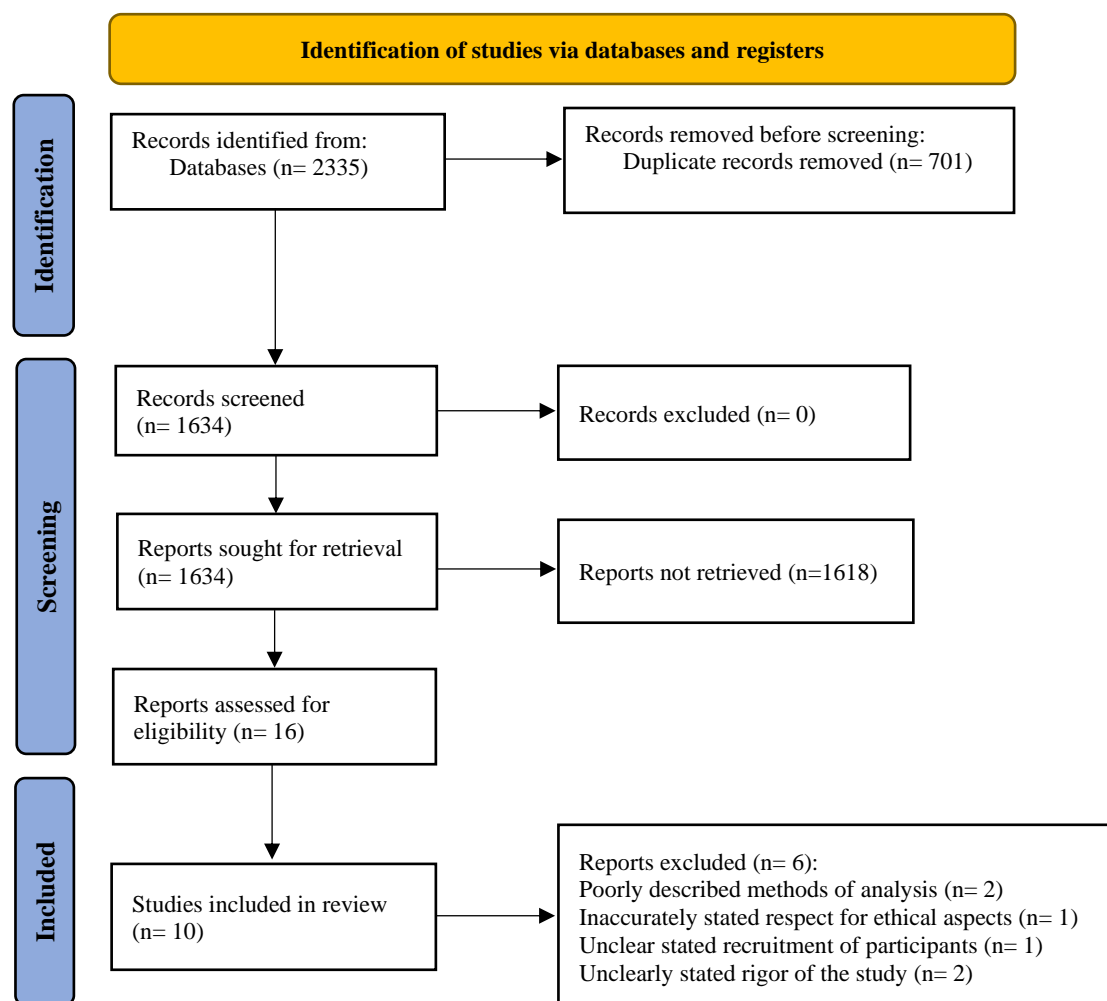 Identification of studies via databases and registers
Identification
Records identified from:
Databases (n= 2335)
Records removed before screening:
Duplicate records removed (n= 701)
Screening
Records screened
(n= 1634)
Records excluded (n= 0)
Reports sought for retrieval
(n= 1634)
Reports not retrieved (n=1618)
Reports assessed for
eligibility (n= 16)
Included
Studies included in review
(n= 10)
Reports excluded (n= 6):
Poorly described methods of analysis (n= 2)
Inaccurately stated respect for ethical aspects (n= 1)
Unclear stated recruitment of participants (n= 1)
Unclearly stated rigor of the study (n= 2)